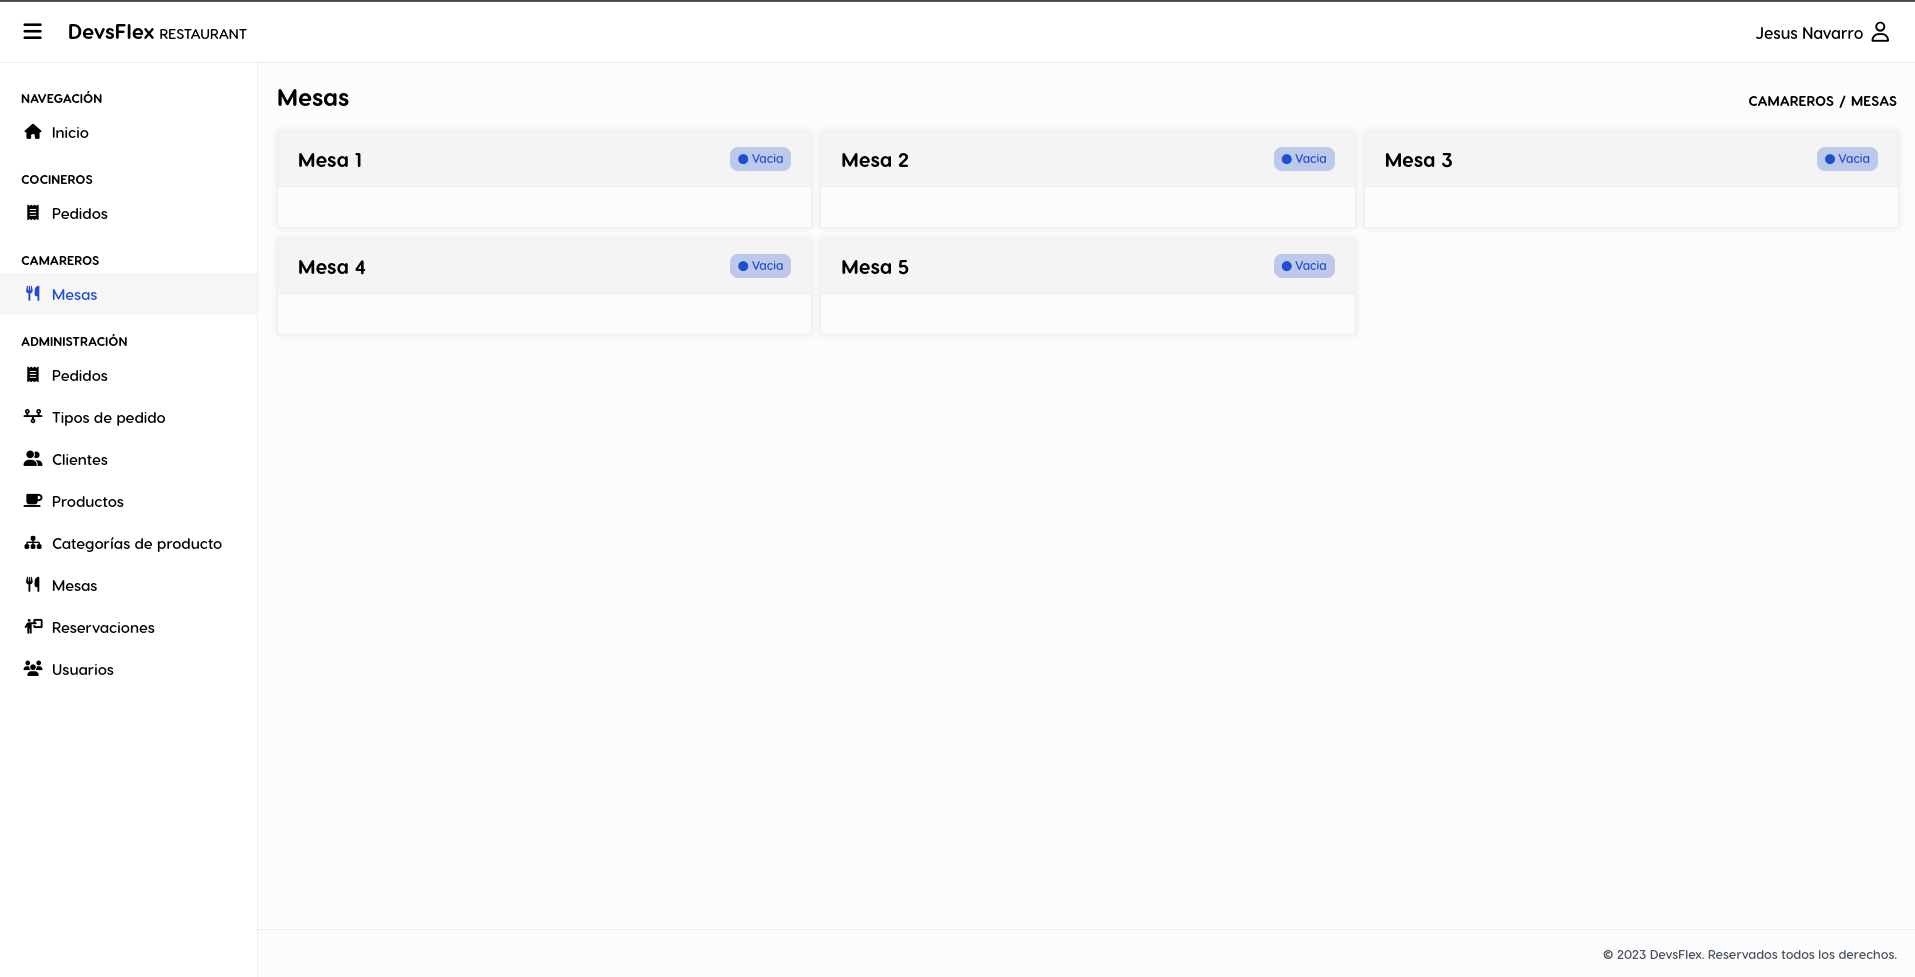 DevsFlex RESTAURANT
Jesus Navarro
NAVEGACIÓN
Inicio
COCINEROS
Pedidos
CAMAREROS
Mesas
ADMINISTRACIÓN
Pedidos
Tipos de pedido
Clientes
Productos
Categorías de producto
Mesas
Reservaciones
Usuarios
Mesas
CAMAREROS / MESAS
Mesa 1
Vacia
Mesa 2
Vacia
Mesa 3
Vacia
Mesa 4
Vacia
Mesa 5
Vacia
© 2023 DevsFlex. Reservados todos los derechos.